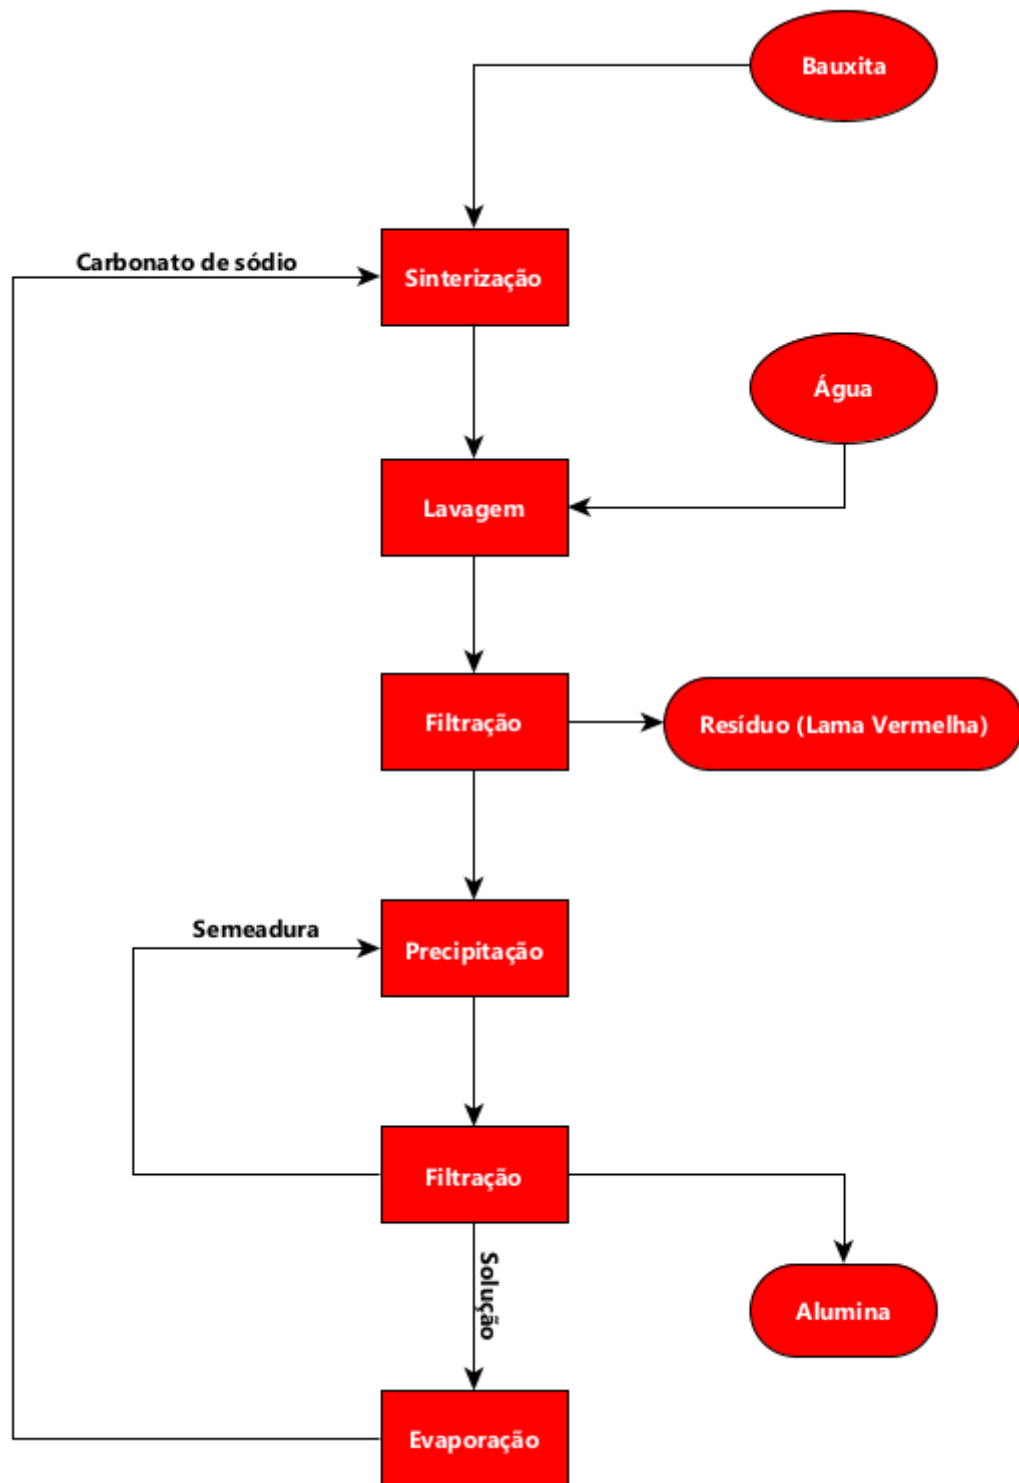 Bauxita
Carbonato de sódio
Sinterização
Água
Lavagem
Filtração
Resíduo (Lama Vermelha)
Semeadura
Precipitação
Filtração
Solução
Alumina
Evaporação